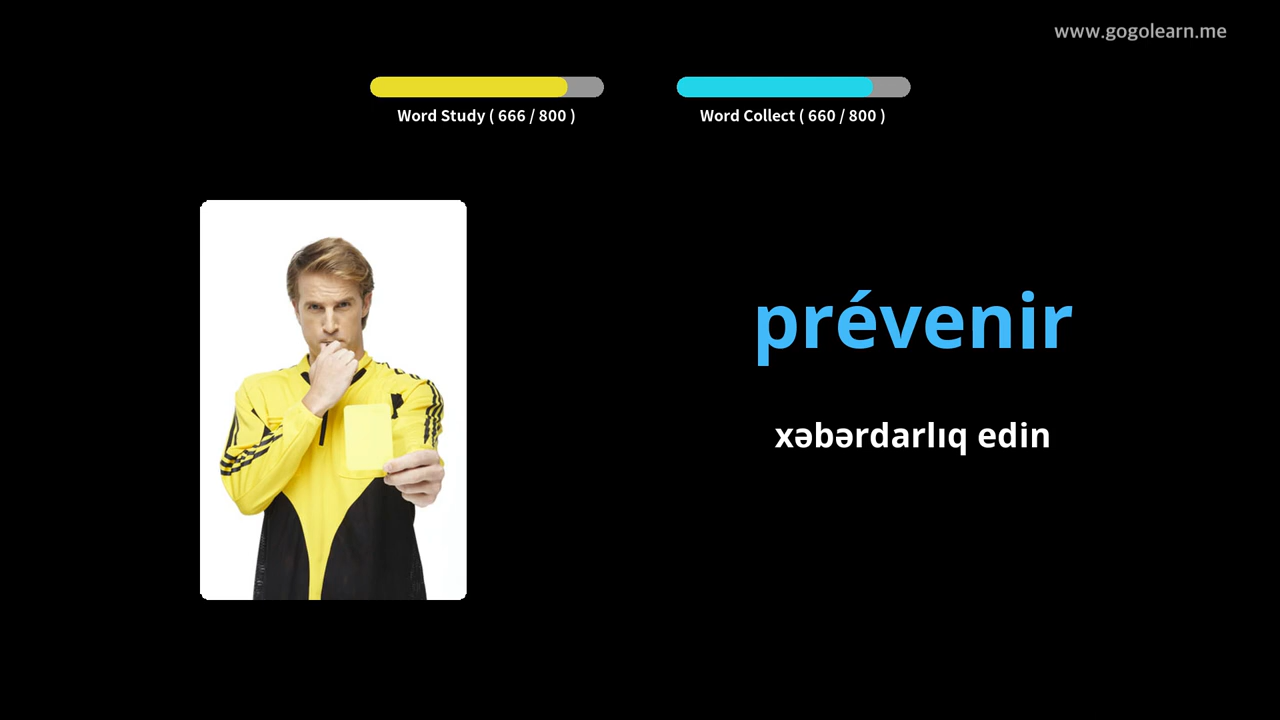 www.gogolearn.me
Word Study ( 666 / 800 )
Word Collect ( 660 / 800 )
prévenir
xəbərdarlıq edin